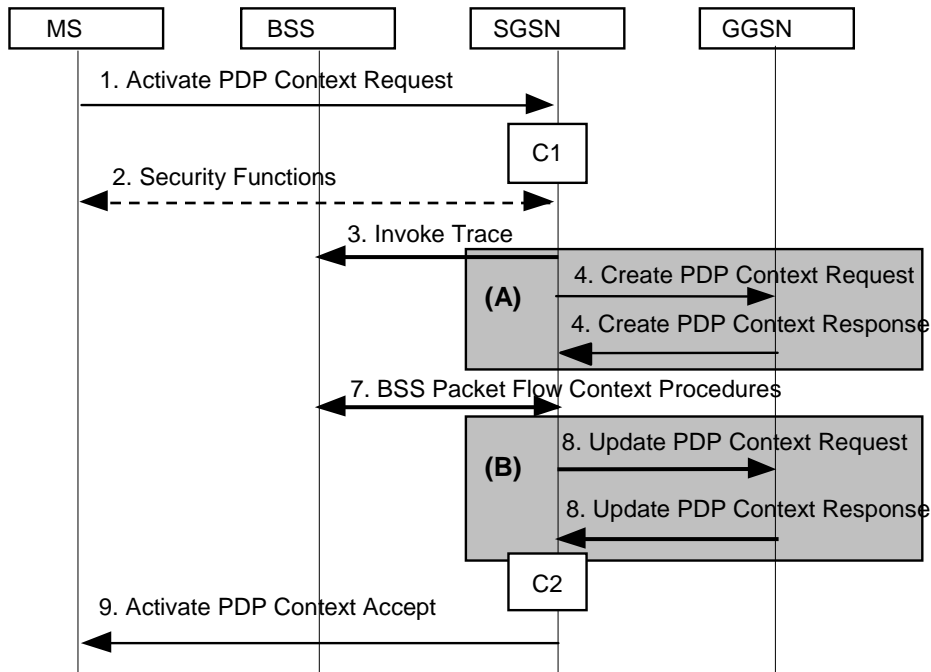 MS BSS SGSN GGSN
1. Activate PDP Context Request
C1
2. Security Functions
3. Invoke Trace
(A) 4. Create PDP Context Request
4. Create PDP Context Response
7. BSS Packet Flow Context Procedures
(B) 8. Update PDP Context Request
8. Update PDP Context Response
C2
9. Activate PDP Context Accept